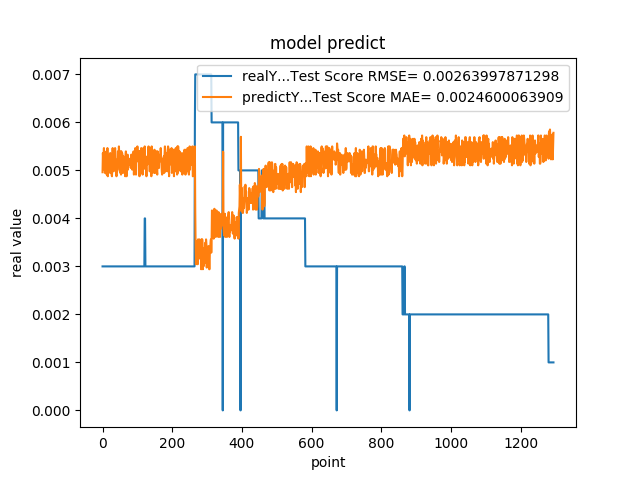 model predict
realY...Test Score RMSE= 0.00263997871298
predictY...Test Score MAE= 0.0024600063909
0.007
0.006
0.005
0.004
0.003
0.002
0.001
0.000
real value
0 200 400 600 800 1000 1200
point